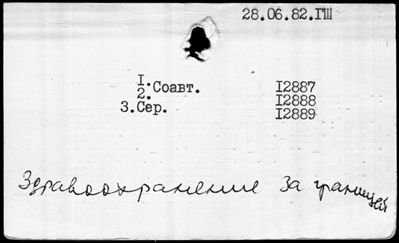 28.06.82.ГШ
I. Соавт. I2887
2. I2888
3. Сер. I2889
Здравоохранение за границей